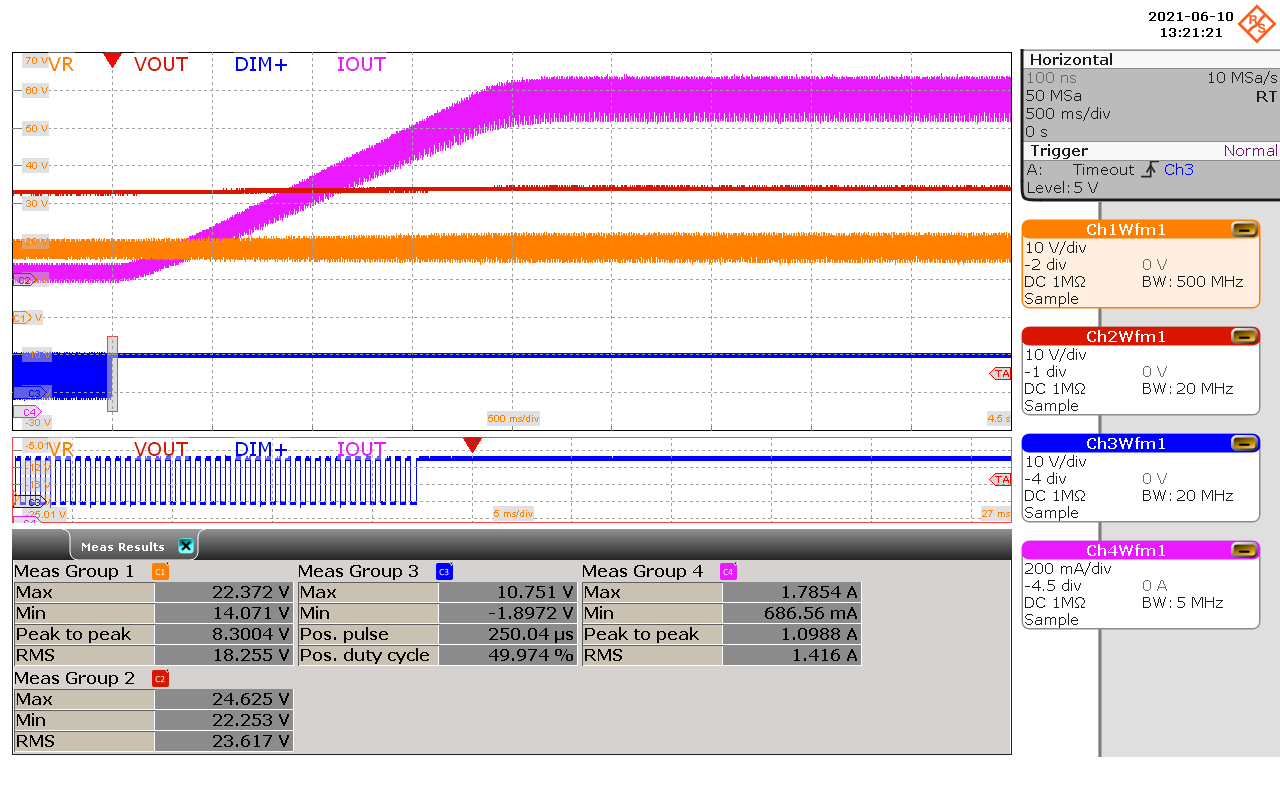 2021-06-10
13:21:21
R&S
70 V VR VOUT DIM+ IOUT
60 V
50 V
40 V
30 V
20 V
C2
C1 V
C3
C4
-30 V
500 ms/div
4.5 s
TA
-5.01 VR VOUT DIM+ IOUT
-12 V
C3
-25.01 V
5 ms/div
27 ms
TA
Horizontal
100 ns 10 MSa/s
50 MSa RT
500 ms/div
0 s
Trigger Normal
A: Timeout Ch3
Level: 5 V
Ch1Wfm1
10 V/div
-2 div 0 V
DC 1MΩ BW: 500 MHz
Sample
Ch2Wfm1
10 V/div
-1 div 0 V
DC 1MΩ BW: 20 MHz
Sample
Ch3Wfm1
10 V/div
-4 div 0 V
DC 1MΩ BW: 20 MHz
Sample
Ch4Wfm1
200 mA/div
-4.5 div 0 A
DC 1MΩ BW: 5 MHz
Sample
Meas Results
Meas Group 1 C1
Max 22.372 V
Min 14.071 V
Peak to peak 8.3004 V
RMS 18.255 V
Meas Group 2 C2
Max 24.625 V
Min 22.253 V
RMS 23.617 V
Meas Group 3 C3
Max 10.751 V
Min -1.8972 V
Pos. pulse 250.04 µs
Pos. duty cycle 49.974 %
Meas Group 4 C4
Max 1.7854 A
Min 686.56 mA
Peak to peak 1.0988 A
RMS 1.416 A